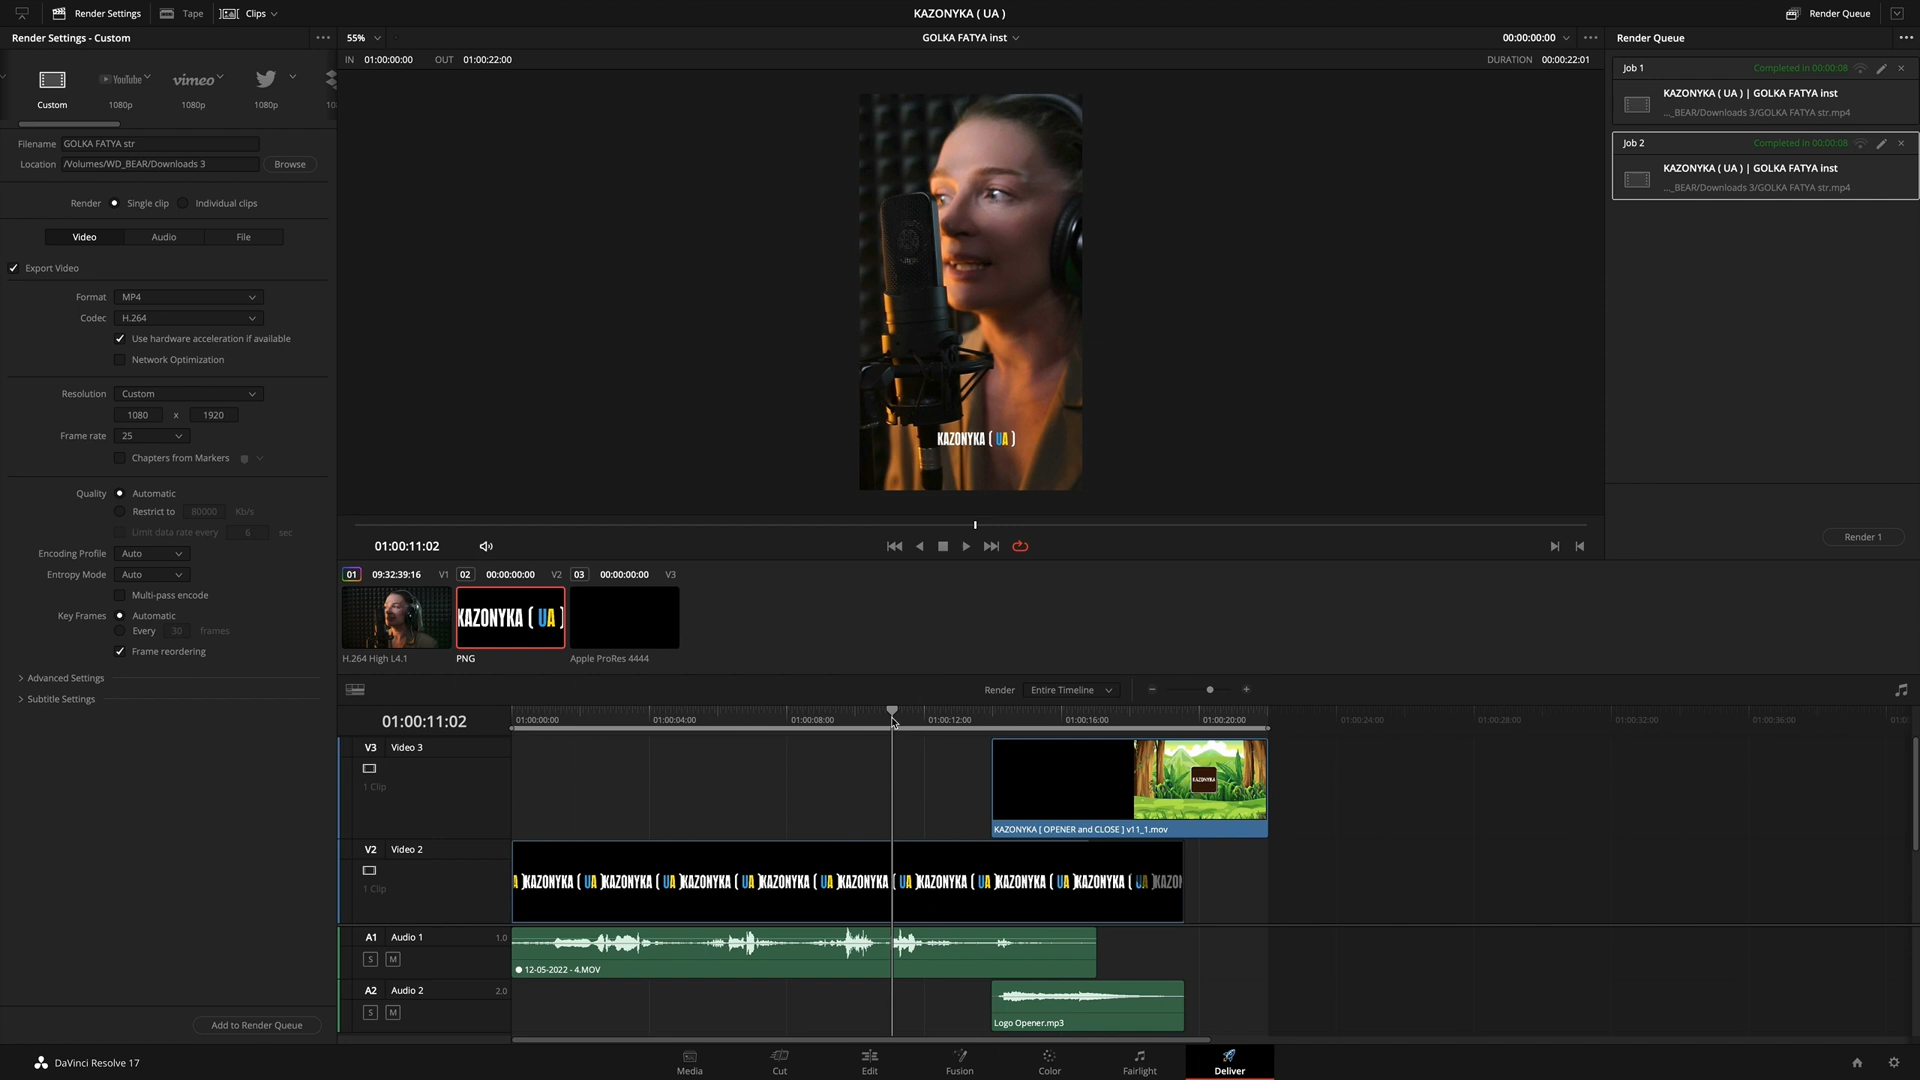 Render Settings
Tape
Clips
KAZONYKA ( UA )
Render Queue
Render Settings - Custom
55%
GOLKA FATYA inst
00:00:00:00
Render Queue
IN 01:00:00:00 OUT 01:00:22:00
DURATION 00:00:22:01
YouTube
vimeo
Custom
1080p
1080p
1080p
10
Job 1
Completed in 00:00:08
KAZONYKA ( UA ) | GOLKA FATYA inst
..._BEAR/Downloads 3/GOLKA FATYA str.mp4
Job 2
Completed in 00:00:08
KAZONYKA ( UA ) | GOLKA FATYA inst
..._BEAR/Downloads 3/GOLKA FATYA str.mp4
Render 1
Filename GOLKA FATYA str
Location /Volumes/WD_BEAR/Downloads 3 Browse
Render Single clip Individual clips
Video Audio File
Export Video
Format MP4
Codec H.264
Use hardware acceleration if available
Network Optimization
Resolution Custom
1080 x 1920
Frame rate 25
Chapters from Markers
Quality Automatic
Restrict to 80000 Kb/s
Limit data rate every 6 sec
Encoding Profile Auto
Entropy Mode Auto
Multi-pass encode
Key Frames Automatic
Every 30 frames
Frame reordering
Advanced Settings
Subtitle Settings
Add to Render Queue
KAZONYKA ( UA )
01:00:11:02
01 09:32:39:16 V1 02 00:00:00:00 V2 03 00:00:00:00 V3
KAZONYKA ( UA )
H.264 High L4.1
PNG
Apple ProRes 4444
Render Entire Timeline
01:00:11:02
01:00:00:00 01:00:04:00 01:00:08:00 01:00:12:00 01:00:16:00 01:00:20:00 01:00:24:00 01:00:28:00 01:00:32:00 01:00:36:00 01:00
V3 Video 3
1 Clip
KAZONYKA
KAZONYKA [ OPENER and CLOSE ] v11_1.mov
V2 Video 2
1 Clip
A )KAZONYKA ( UA )KAZONYKA ( UA )KAZONYKA ( UA )KAZONYKA ( UA )KAZONYKA ( UA )KAZONYKA ( UA )KAZONYKA ( UA )KAZONYKA ( UA )KAZON
A1 Audio 1 1.0
S M
12-05-2022 - 4.MOV
A2 Audio 2 2.0
S M
Logo Opener.mp3
DaVinci Resolve 17
Media
Cut
Edit
Fusion
Color
Fairlight
Deliver